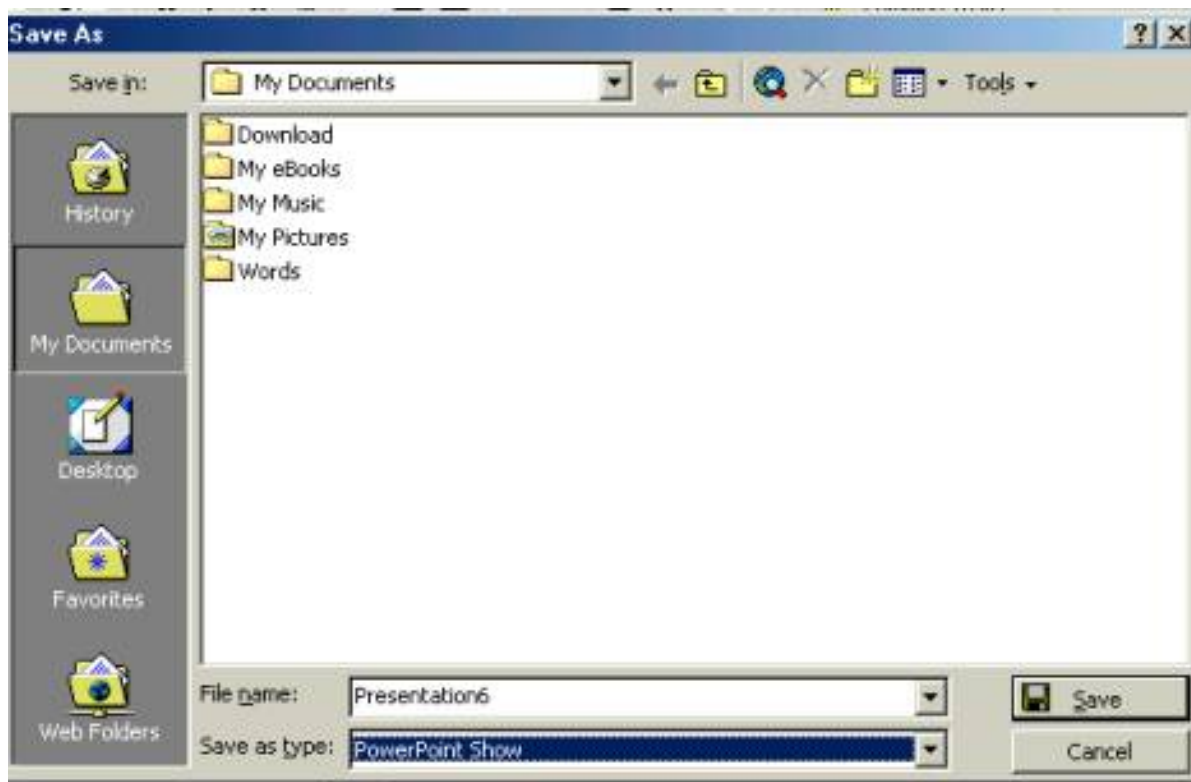 Save As
Save in: My Documents Tools
Download
My eBooks
My Music
My Pictures
Words
History
My Documents
Desktop
Favorites
Web Folders
File name: Presentation6 Save
Save as type: PowerPoint Show Cancel